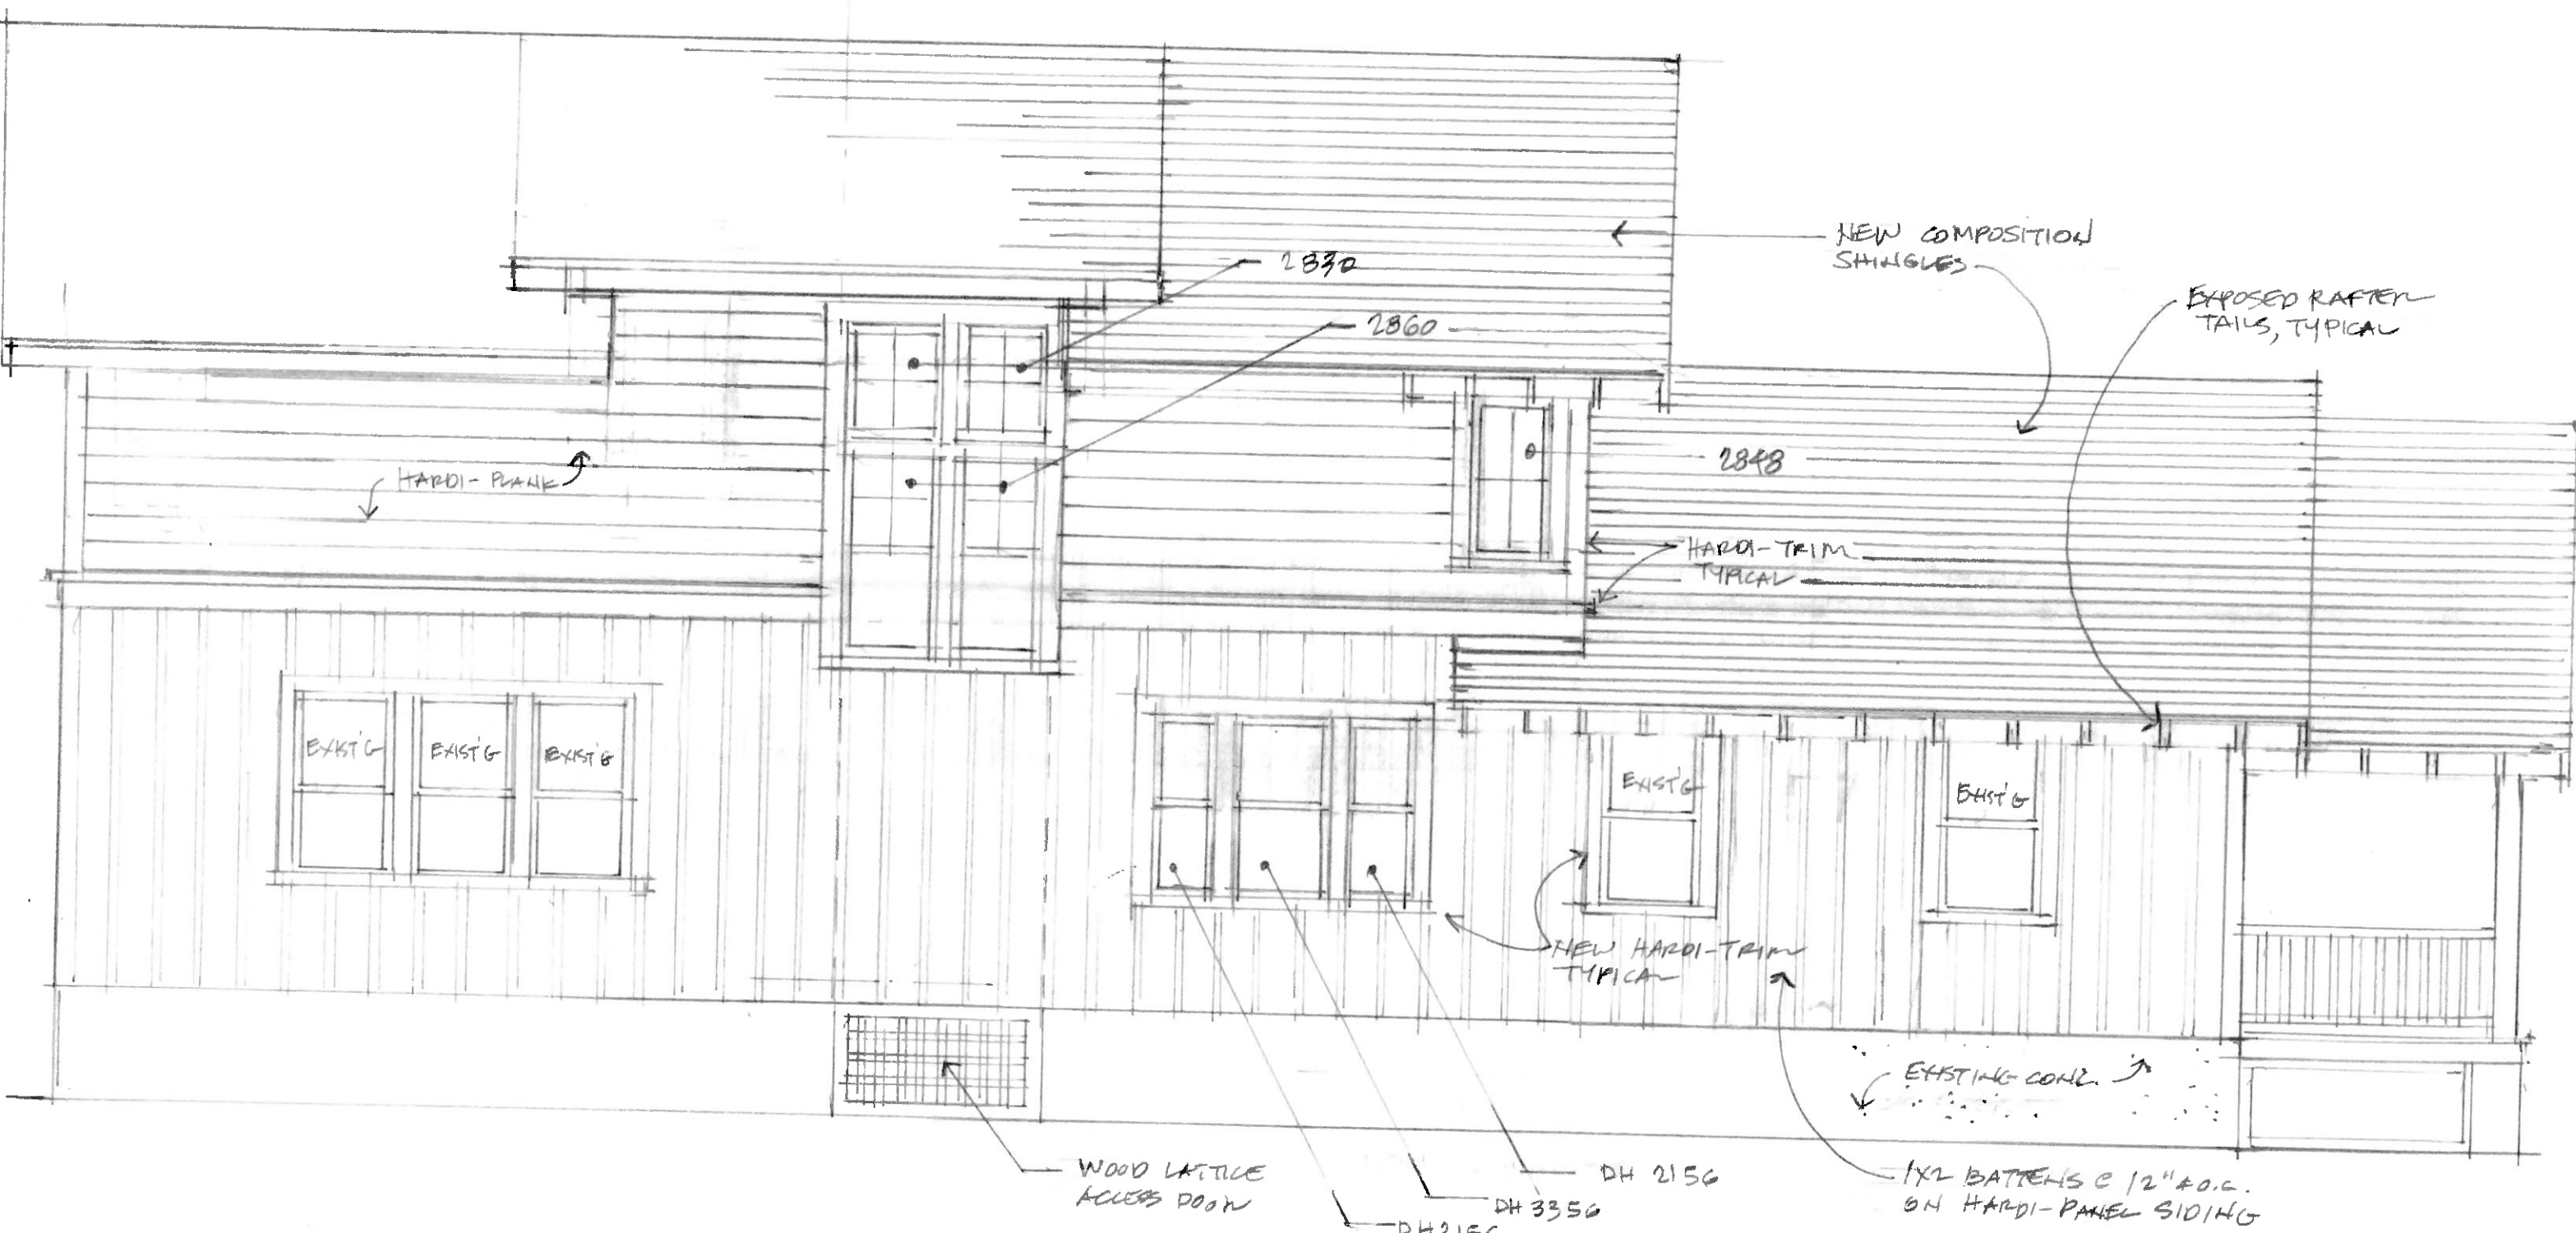 2830
NEW COMPOSITION
SHINGLES
EXPOSED RAFTER
TAILS, TYPICAL
2860
2848
HARDI-PLANK
HARDI-TRIM
TYPICAL
EXIST'G
EXIST'G
EXIST'G
EXIST'G
EXIST'G
NEW HARDI-TRIM
TYPICAL
EXISTING CONC.
WOOD LATTICE
ACCESS DOOR
DH 2156
DH 3356
DH 2156
1X2 BATTENS @ 12" O.C.
ON HARDI-PANEL SIDING